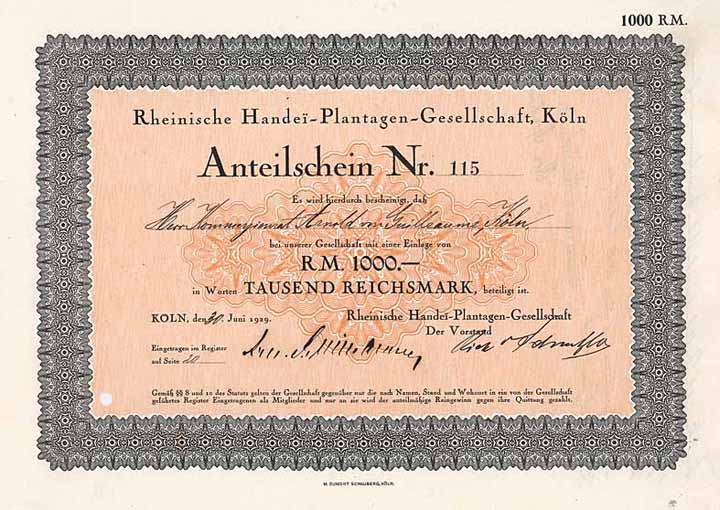 1000 RM.
Rheinische Handeï-Plantagen-Gesellschaft, Köln
Anteilschein Nr. 115
Es wird hierdurch bescheinigt, daß
Herr Kommerzienrat Arnold von Guilleaume, Köln
bei unserer Gesellschaft mit einer Einlage von
R.M. 1000.—
in Worten TAUSEND REICHSMARK, beteiligt ist.
KÖLN, den 30. Juni 1929. Rheinische Handeï-Plantagen-Gesellschaft
Der Vorstand
Eingetragen im Register
auf Seite 20
Gemäß §§ 8 und 10 des Statuts gelten der Gesellschaft gegenüber nur die nach Namen, Stand und Wohnort in ein von der Gesellschaft
geführtes Register Eingetragenen als Mitglieder und nur an sie wird der anteilmäßige Reingewinn gegen ihre Quittung gezahlt.
M. DUMONT SCHAUBERG, KÖLN.